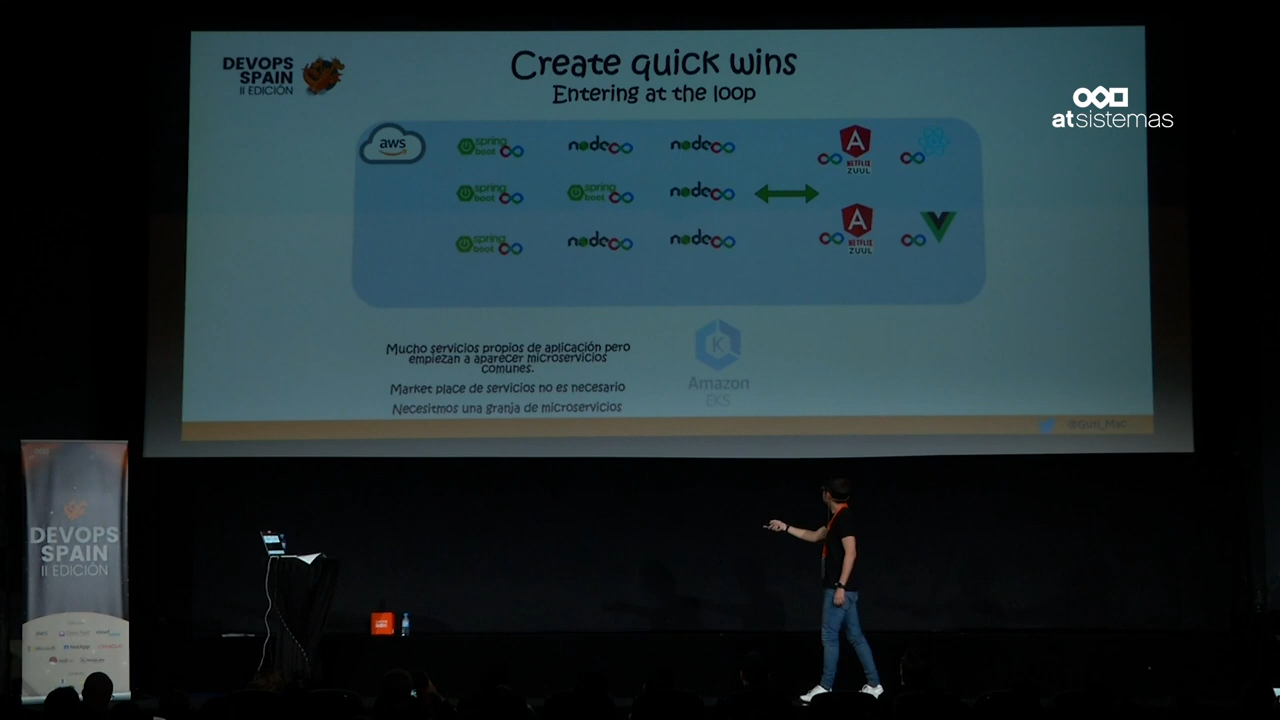 DEVOPS
SPAIN
II EDICIÓN
Create quick wins
Entering at the loop
atsistemas
aws
spring
boot
node
node
NETFLIX
ZUUL
spring
boot
spring
boot
node
spring
boot
node
node
NETFLIX
ZUUL
Mucho servicios propios de aplicación pero
empiezan a aparecer microservicios
comunes.
Market place de servicios no es necesario
Necesitmos una granja de microservicios
Amazon
EKS
@Guti_Mac
DEVOPS
SPAIN
II EDICIÓN
NetApp